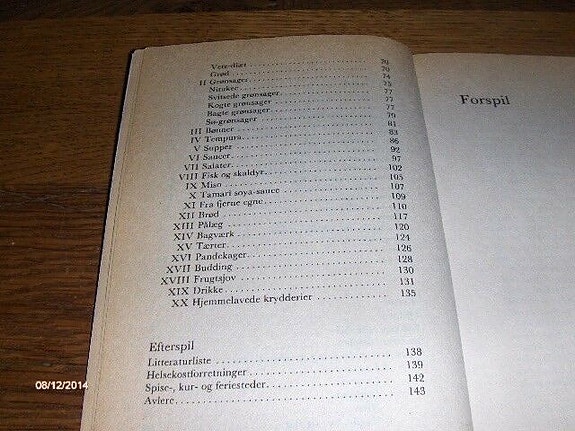 Vete-diæt 70
Grød 70
II Grønsager 74
Nituker 75
Svitsede grønsager 77
Kogte grønsager 77
Bagte grønsager 77
Sø-grønsager 79
III Bønner 81
IV Tempura 83
V Supper 86
VI Saucer 92
VII Salater 97
VIII Fisk og skaldyr 102
IX Miso 105
X Tamari soya-sauce 107
XI Fra fjerne egne 109
XII Brød 110
XIII Pålæg 117
XIV Bagværk 120
XV Tærter 124
XVI Pandekager 126
XVII Budding 128
XVIII Frugtsjov 130
XIX Drikke 131
XX Hjemmelavede krydderier 135
Efterspil
Litteraturliste 138
Helsekostforretninger 139
Spise-, kur- og feriesteder 142
Avlere 143
Forspil
08/12/2014